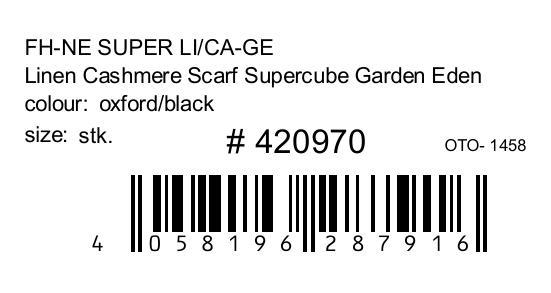 FH-NE SUPER LI/CA-GE
Linen Cashmere Scarf Supercube Garden Eden
colour: oxford/black
size: stk.
# 420970
OTO- 1458
4 058196 287916